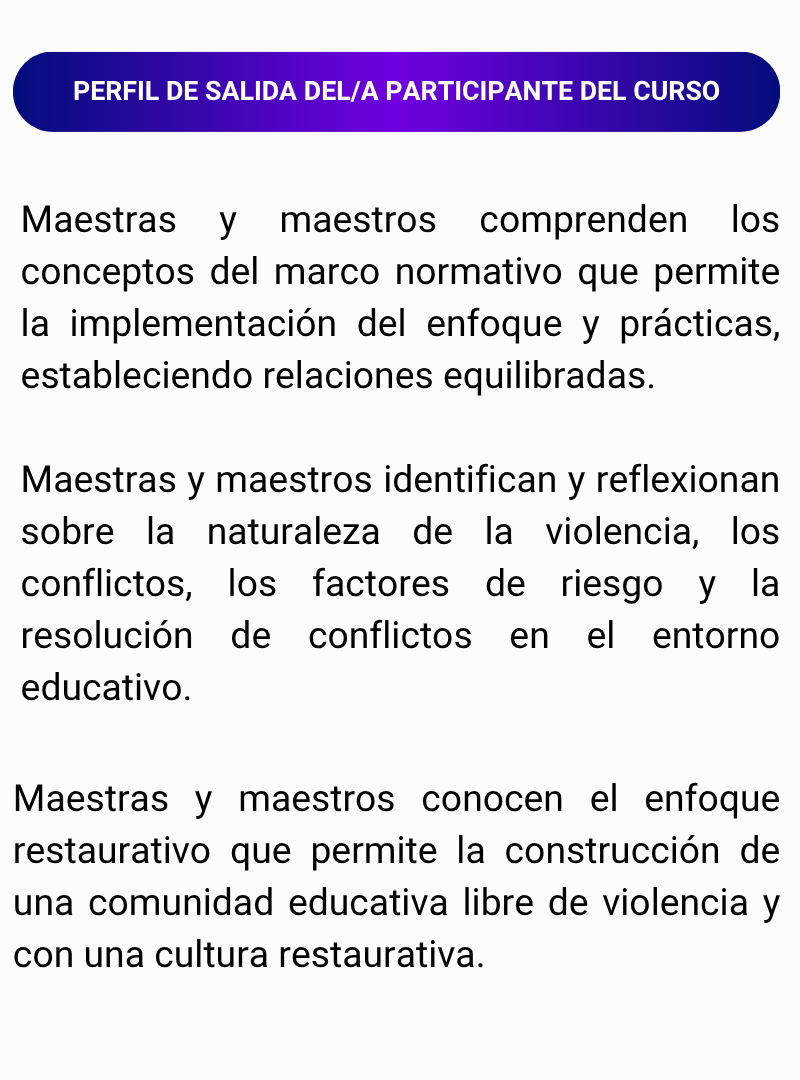 PERFIL DE SALIDA DEL/A PARTICIPANTE DEL CURSO
Maestras y maestros comprenden los
conceptos del marco normativo que permite
la implementación del enfoque y prácticas,
estableciendo relaciones equilibradas.
Maestras y maestros identifican y reflexionan
sobre la naturaleza de la violencia, los
conflictos, los factores de riesgo y la
resolución de conflictos en el entorno
educativo.
Maestras y maestros conocen el enfoque
restaurativo que permite la construcción de
una comunidad educativa libre de violencia y
con una cultura restaurativa.